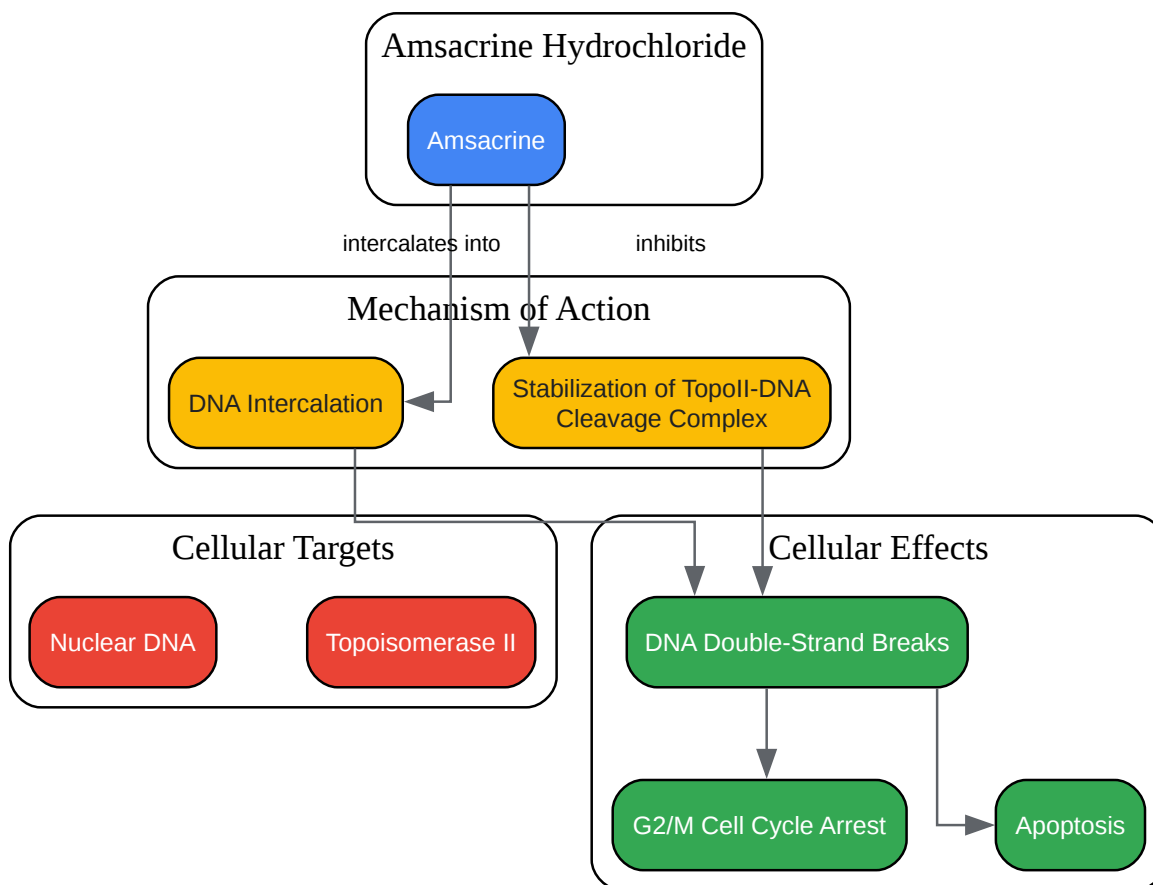 Amsacrine Hydrochloride
Amsacrine
intercalates into
inhibits
Mechanism of Action
DNA Intercalation
Stabilization of TopoII-DNA
Cleavage Complex
Cellular Targets
Nuclear DNA
Topoisomerase II
Cellular Effects
DNA Double-Strand Breaks
G2/M Cell Cycle Arrest
Apoptosis